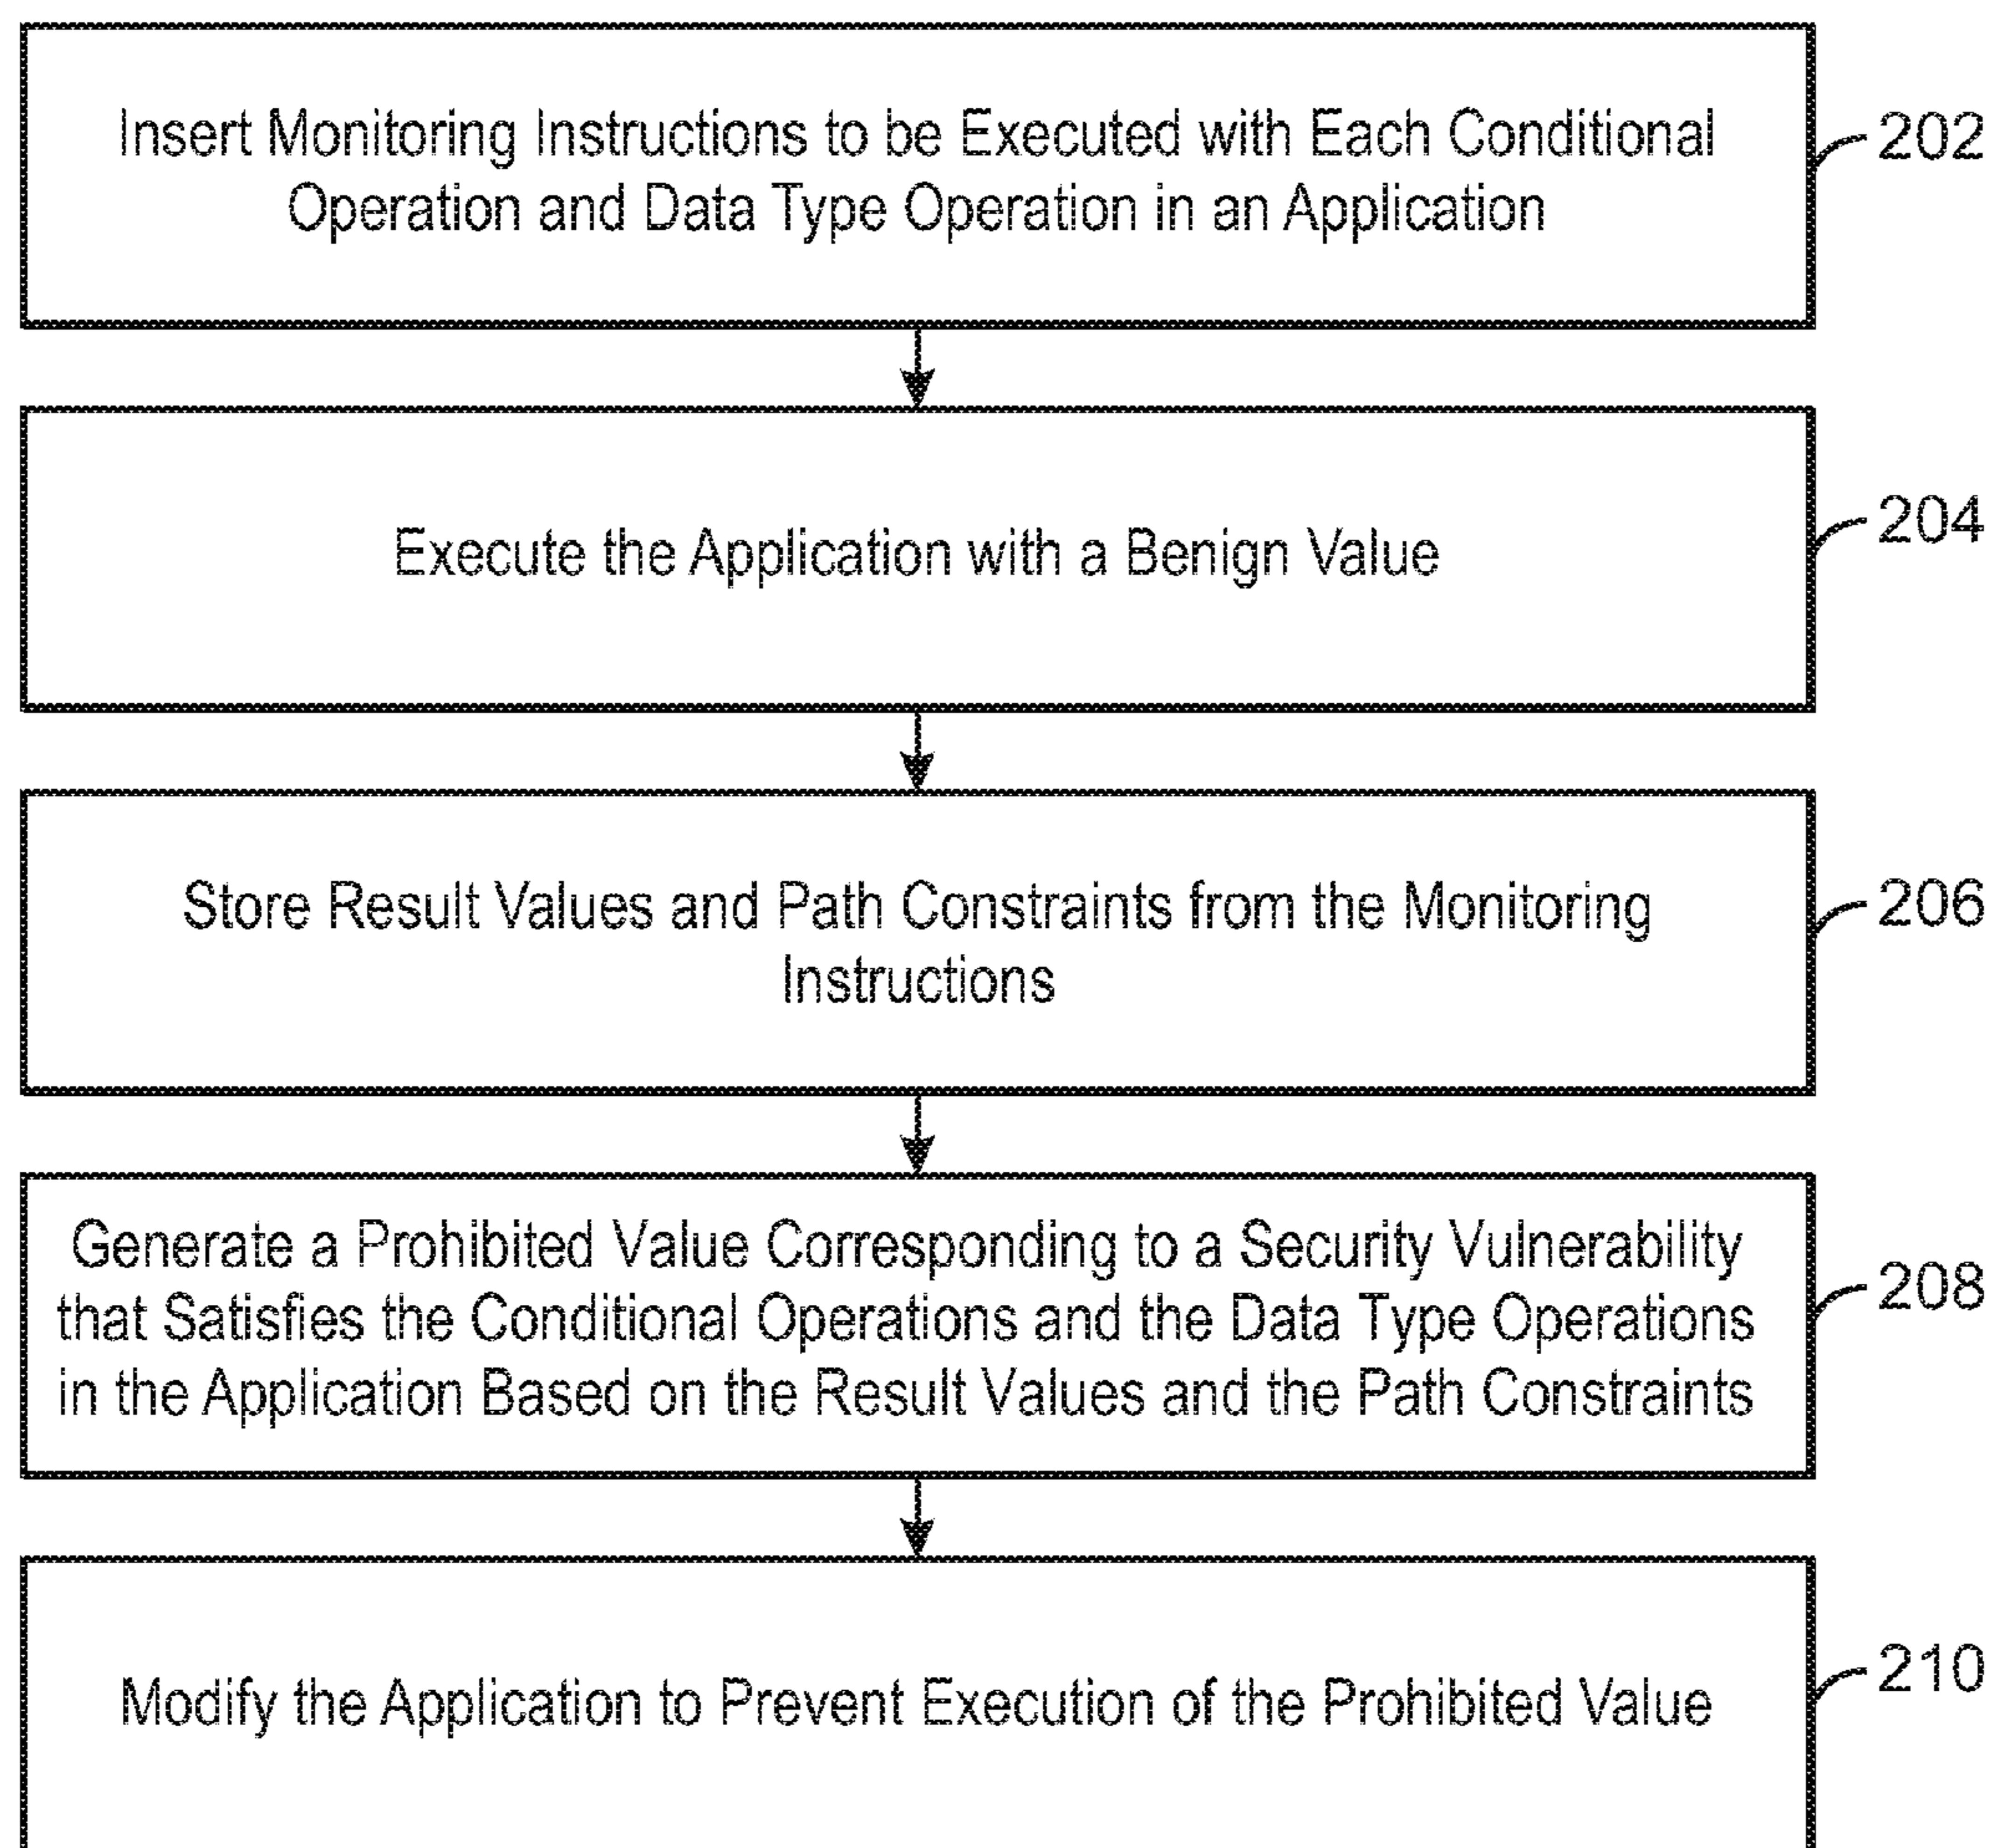 Insert Monitoring Instructions to be Executed with Each Conditional
Operation and Data Type Operation in an Application
202
Execute the Application with a Benign Value
204
Store Result Values and Path Constraints from the Monitoring
Instructions
206
Generate a Prohibited Value Corresponding to a Security Vulnerability
that Satisfies the Conditional Operations and the Data Type Operations
in the Application Based on the Result Values and the Path Constraints
208
Modify the Application to Prevent Execution of the Prohibited Value
210